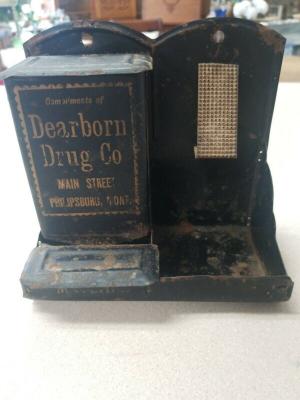 Compliments of
Dearborn
Drug Co
MAIN STREET
PHILIPSBURG, MONT.